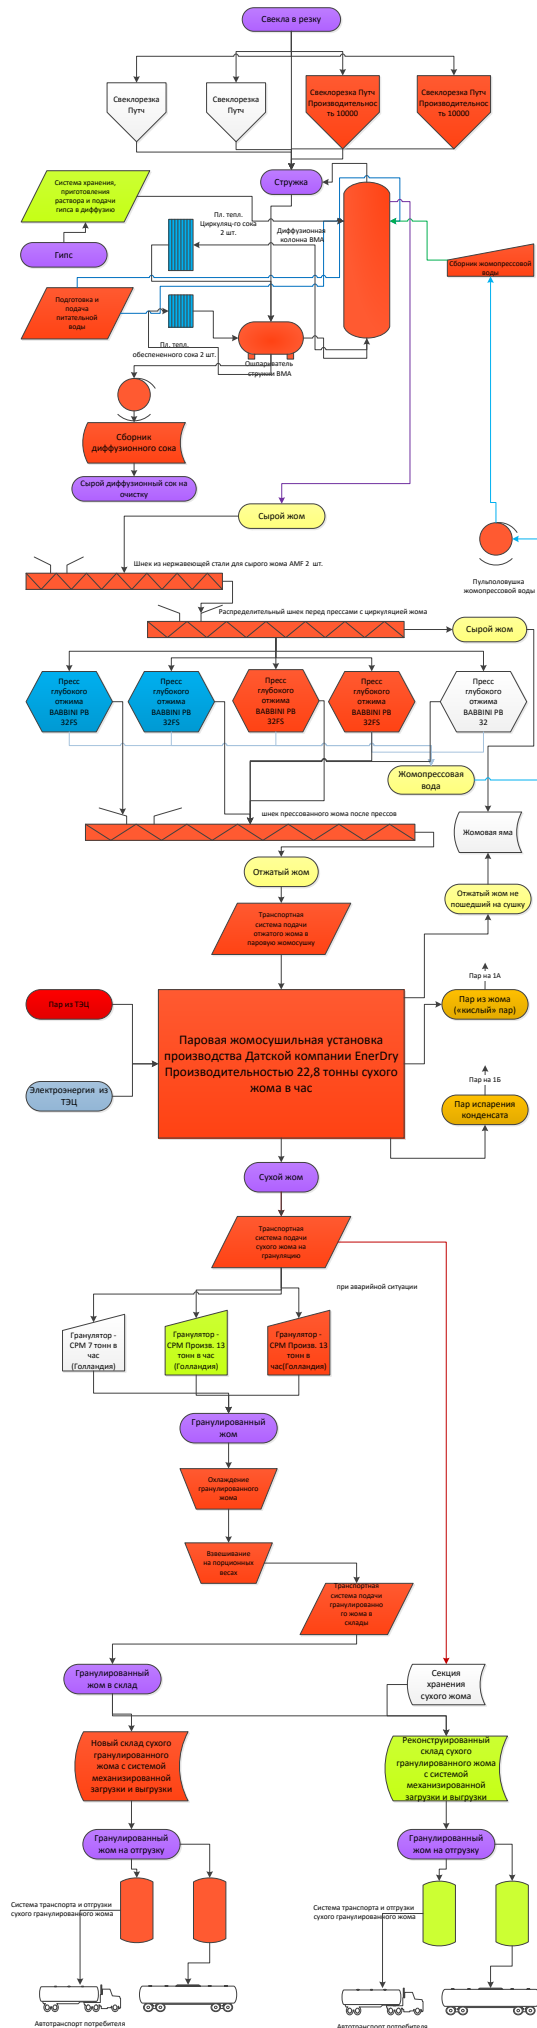 Свекла в резку
Свеклорезка
Путч
Свеклорезка
Путч
Свеклорезка Путч
Производительнос
ть 10000
Свеклорезка Путч
Производительнос
ть 10000
Стружка
Система хранения,
приготовления
раствора и подачи
гипса в диффузию
Пл. тепл.
Циркуляц-го сока
2 шт.
Диффузионная
колонна ВМА
Гипс
Сборник жомопрессовой
воды
Подготовка и
подача
питательной
воды
Пл. тепл.
обеспененного сока 2 шт.
Ошпариватель
стружки ВМА
Сборник
диффузионного сока
Сырой диффузионный сок на
очистку
Сырой жом
Пульполовушка
жомопрессовой воды
Шнек из нержавеющей стали для сырого жома AMF 2 шт.
Распределительный шнек перед прессами с циркуляцией жома
Сырой жом
Пресс
глубокого
отжима
BABBINI PB
32FS
Пресс
глубокого
отжима
BABBINI PB
32FS
Пресс
глубокого
отжима
BABBINI PB
32FS
Пресс
глубокого
отжима
BABBINI PB
32FS
Пресс
глубокого
отжима
BABBINI PB
32
Жомопрессовая
вода
шнек прессованного жома после прессов
Жомовая яма
Отжатый жом
Отжатый жом не
пошедший на сушку
Транспортная
система подачи
отжатого жома в
паровую жомосушку
Пар на 1А
Пар из ТЭЦ
Пар из жома
(«кислый» пар)
Паровая жомосушильная установка
производства Датской компании EnerDry
Производительностью 22,8 тонны сухого
жома в час
Пар на 1Б
Электроэнергия из
ТЭЦ
Пар испарения
конденсата
Сухой жом
Транспортная
система подачи
сухого жома на
грануляцию
при аварийной ситуации
Гранулятор -
CPM 7 тонн в
час
(Голландия)
Гранулятор -
CPM Произв. 13
тонн в час
(Голландия)
Гранулятор -
CPM Произв. 13
тонн в
час(Голландия)
Гранулированный
жом
Охлаждение
гранулированного
жома
Взвешивание
на порционных
весах
Транспортная
система подачи
гранулированно
го жома в
склады
Гранулированный
жом в склад
Секция
хранения
сухого жома
Новый склад сухого
гранулированного
жома с системой
механизированной
загрузки и выгрузки
Реконструированный
склад сухого
гранулированного жома
с системой
механизированной
загрузки и выгрузки
Гранулированный
жом на отгрузку
Гранулированный
жом на отгрузку
Система транспорта и отгрузки
сухого гранулированного жома
Система транспорта и отгрузки
сухого гранулированного жома
Автотранспорт потребителя
Автотранспорт потребителя